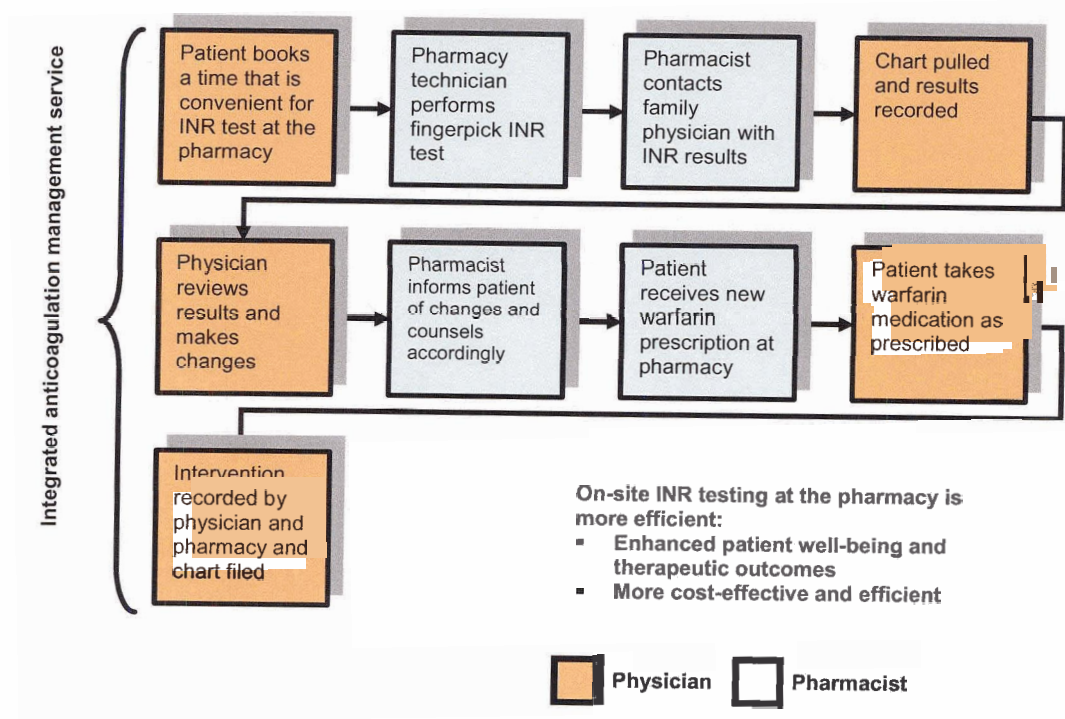 Integrated anticoagulation management service
Patient books
a time that is
convenient for
INR test at the
pharmacy
Pharmacy
technician
performs
fingerpick INR
test
Pharmacist
contacts
family
physician with
INR results
Chart pulled
and results
recorded
Physician
reviews
results and
makes
changes
Pharmacist
informs patient
of changes and
counsels
accordingly
Patient
receives new
warfarin
prescription at
pharmacy
Patient takes
warfarin
medication as
prescribed
Intervention
recorded by
physician and
pharmacy and
chart filed
On-site INR testing at the pharmacy is
more efficient:
▪ Enhanced patient well-being and
therapeutic outcomes
▪ More cost-effective and efficient
Physician
Pharmacist